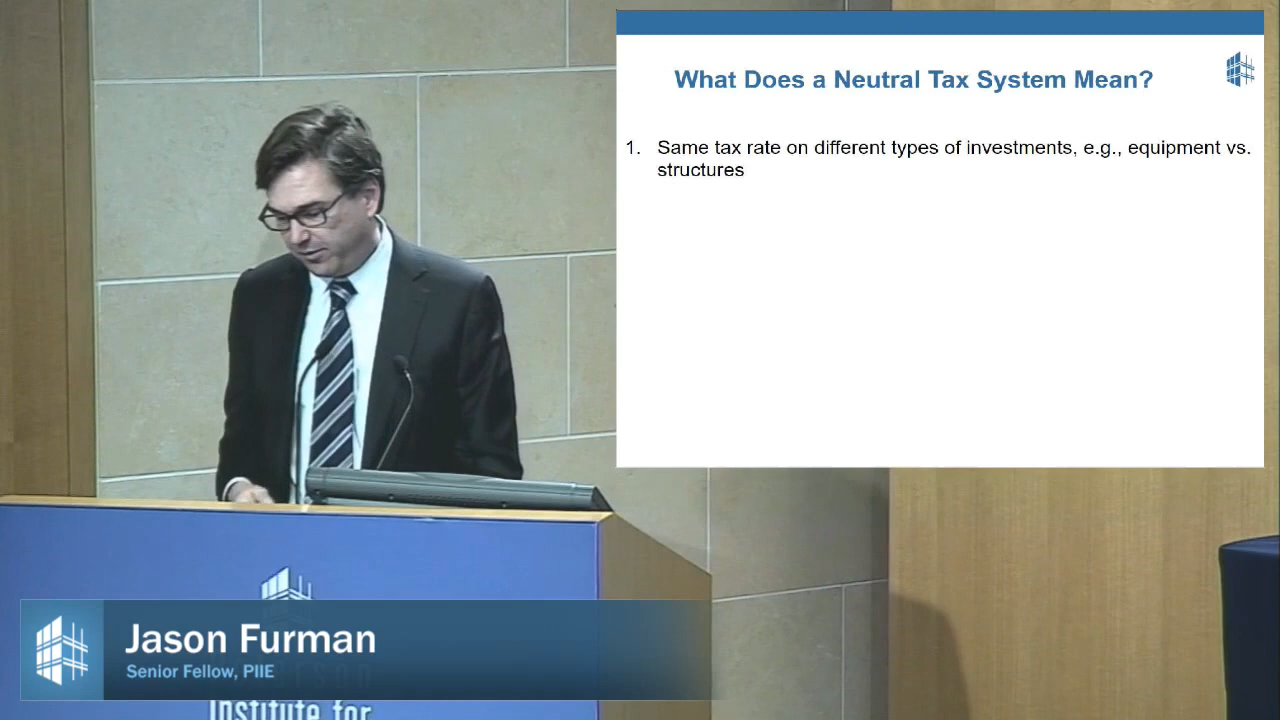 What Does a Neutral Tax System Mean?
1. Same tax rate on different types of investments, e.g., equipment vs.
structures
Jason Furman
Senior Fellow, PIIE
Institute for